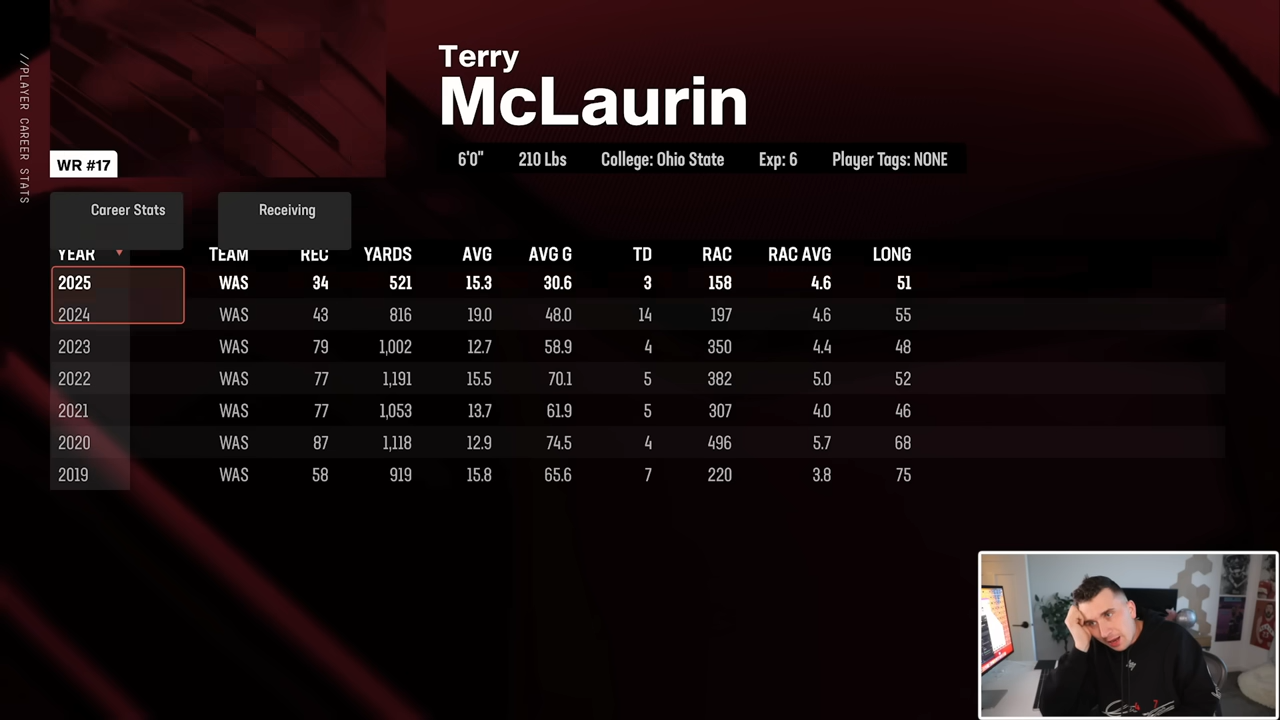 //PLAYER CAREER STATS
Terry
McLaurin
WR #17
6'0" 210 Lbs College: Ohio State Exp: 6 Player Tags: NONE
Career Stats Receiving
YEAR TEAM REC YARDS AVG AVG G TD RAC RAC AVG LONG
2025 WAS 34 521 15.3 30.6 3 158 4.6 51
2024 WAS 43 816 19.0 48.0 14 197 4.6 55
2023 WAS 79 1,002 12.7 58.9 4 350 4.4 48
2022 WAS 77 1,191 15.5 70.1 5 382 5.0 52
2021 WAS 77 1,053 13.7 61.9 5 307 4.0 46
2020 WAS 87 1,118 12.9 74.5 4 496 5.7 68
2019 WAS 58 919 15.8 65.6 7 220 3.8 75